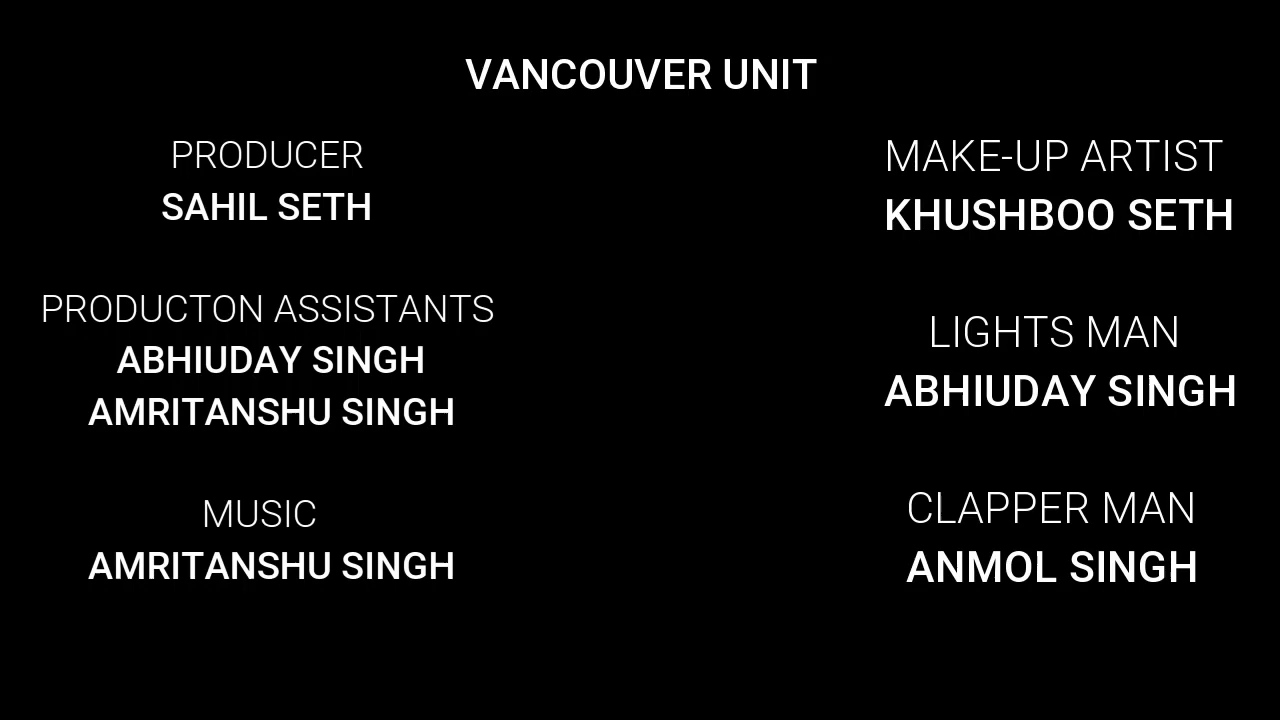 VANCOUVER UNIT
PRODUCER
SAHIL SETH
PRODUCTON ASSISTANTS
ABHIUDAY SINGH
AMRITANSHU SINGH
MUSIC
AMRITANSHU SINGH
MAKE-UP ARTIST
KHUSHBOO SETH
LIGHTS MAN
ABHIUDAY SINGH
CLAPPER MAN
ANMOL SINGH